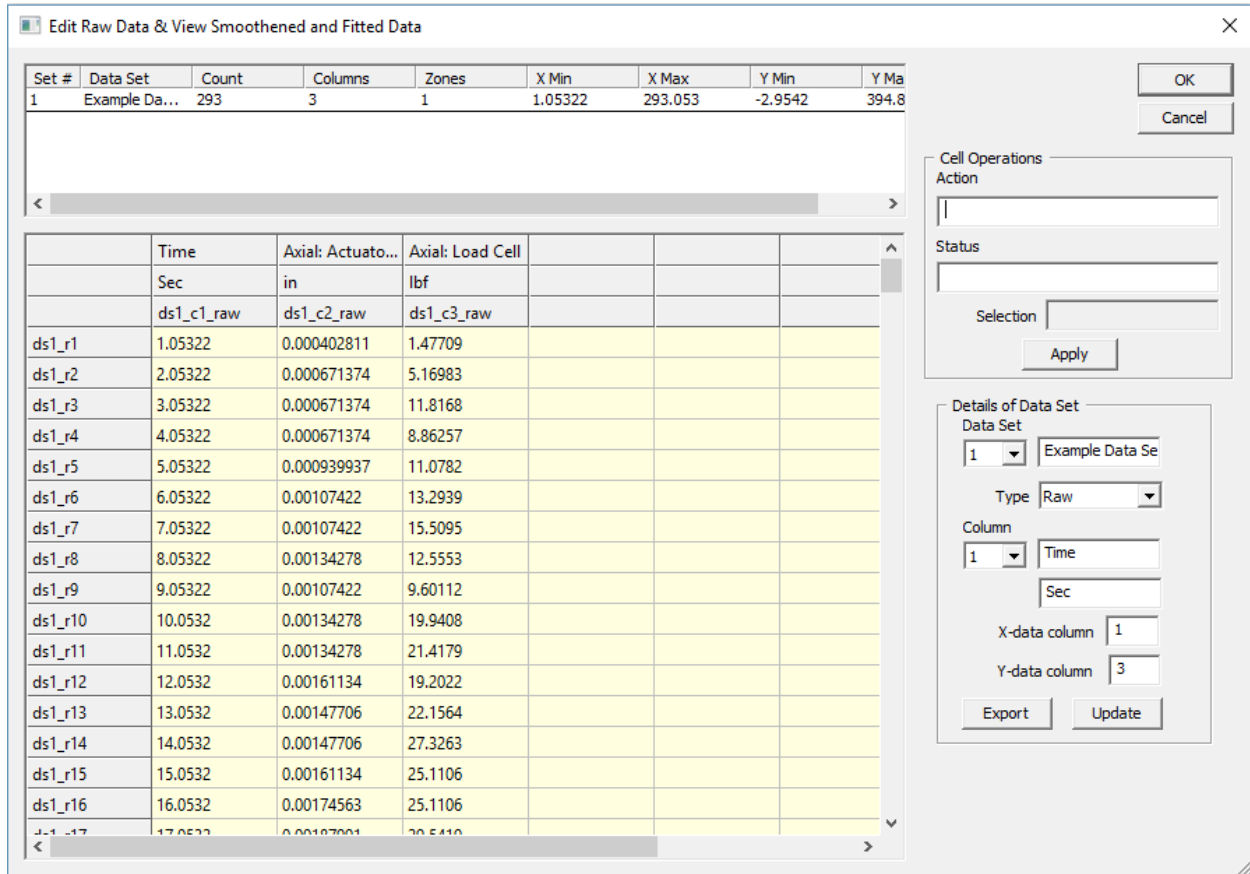 Edit Raw Data & View Smoothened and Fitted Data
Set # Data Set Count Columns Zones X Min X Max Y Min Y Ma
1 Example Da... 293 3 1 1.05322 293.053 -2.9542 394.8
OK
Cancel
Cell Operations
Action
Status
Selection
Apply
Time Axial: Actuato... Axial: Load Cell
Sec in lbf
ds1_c1_raw ds1_c2_raw ds1_c3_raw
ds1_r1 1.05322 0.000402811 1.47709
ds1_r2 2.05322 0.000671374 5.16983
ds1_r3 3.05322 0.000671374 11.8168
ds1_r4 4.05322 0.000671374 8.86257
ds1_r5 5.05322 0.000939937 11.0782
ds1_r6 6.05322 0.00107422 13.2939
ds1_r7 7.05322 0.00107422 15.5095
ds1_r8 8.05322 0.00134278 12.5553
ds1_r9 9.05322 0.00107422 9.60112
ds1_r10 10.0532 0.00134278 19.9408
ds1_r11 11.0532 0.00134278 21.4179
ds1_r12 12.0532 0.00161134 19.2022
ds1_r13 13.0532 0.00147706 22.1564
ds1_r14 14.0532 0.00147706 27.3263
ds1_r15 15.0532 0.00161134 25.1106
ds1_r16 16.0532 0.00174563 25.1106
Details of Data Set
Data Set
1 Example Data Se
Type Raw
Column
1 Time
Sec
X-data column 1
Y-data column 3
Export Update